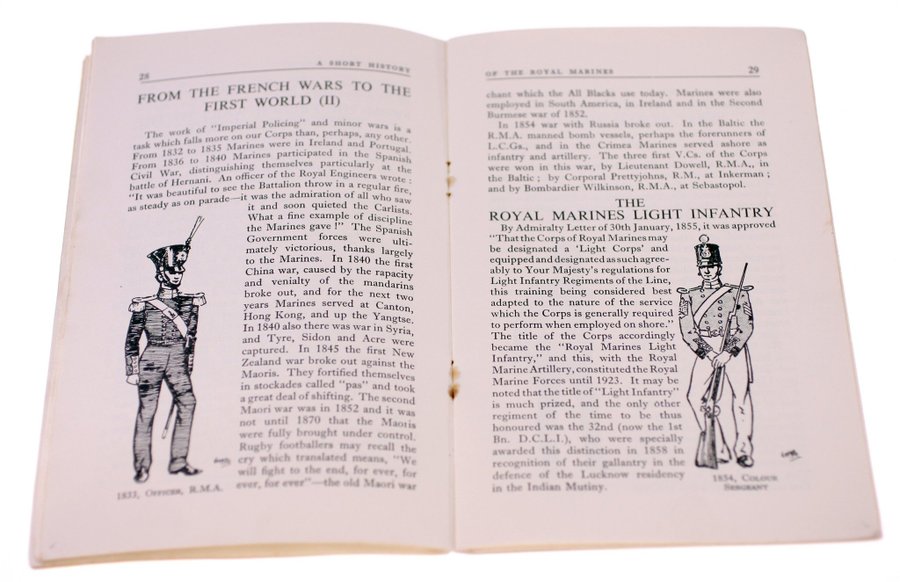 28
A SHORT HISTORY
FROM THE FRENCH WARS TO THE
FIRST WORLD (II)
The work of "Imperial Policing" and minor wars is a
task which falls more on our Corps than, perhaps, any other.
From 1832 to 1835 Marines were in Ireland and Portugal.
From 1836 to 1840 Marines participated in the Spanish
Civil War, distinguishing themselves particularly at the
battle of Hernani. An officer of the Royal Engineers wrote :
"It was beautiful to see the Battalion throw in a regular fire,
as steady as on parade—it was the admiration of all who saw
it and soon quieted the Carlists.
What a fine example of discipline
the Marines gave !" The Spanish
Government forces were ulti-
mately victorious, thanks largely
to the Marines. In 1840 the first
China war, caused by the rapacity
and venialty of the mandarins
broke out, and for the next two
years Marines served at Canton,
Hong Kong, and up the Yangtse.
In 1840 also there was war in Syria,
and Tyre, Sidon and Acre were
captured. In 1845 the first New
Zealand war broke out against the
Maoris. They fortified themselves
in stockades called "pas" and took
a great deal of shifting. The second
Maori war was in 1852 and it was
not until 1870 that the Maoris
were fully brought under control.
Rugby footballers may recall the
cry which translated means, "We
will fight to the end, for ever, for
ever, for ever"—the old Maori war
1833, OFFICER, R.M.A.
OF THE ROYAL MARINES
29
chant which the All Blacks use today. Marines were also
employed in South America, in Ireland and in the Second
Burmese war of 1852.
In 1854 war with Russia broke out. In the Baltic the
R.M.A. manned bomb vessels, perhaps the forerunners of
L.C.Gs., and in the Crimea Marines served ashore as
infantry and artillery. The three first V.Cs. of the Corps
were won in this war, by Lieutenant Dowell, R.M.A., in
the Baltic ; by Corporal Prettyjohns, R.M., at Inkerman ;
and by Bombardier Wilkinson, R.M.A., at Sebastopol.
THE
ROYAL MARINES LIGHT INFANTRY
By Admiralty Letter of 30th January, 1855, it was approved
"That the Corps of Royal Marines may
be designated a 'Light Corps' and
equipped and designated as such agree-
ably to Your Majesty's regulations for
Light Infantry Regiments of the Line,
this training being considered best
adapted to the nature of the service
which the Corps is generally required
to perform when employed on shore."
The title of the Corps accordingly
became the "Royal Marines Light
Infantry," and this, with the Royal
Marine Artillery, constituted the Royal
Marine Forces until 1923. It may be
noted that the title of "Light Infantry"
is much prized, and the only other
regiment of the time to be thus
honoured was the 32nd (now the 1st
Bn. D.C.L.I.), who were specially
awarded this distinction in 1858 in
recognition of their gallantry in the
defence of the Lucknow residency
in the Indian Mutiny.
1854, COLOUR
SERGEANT